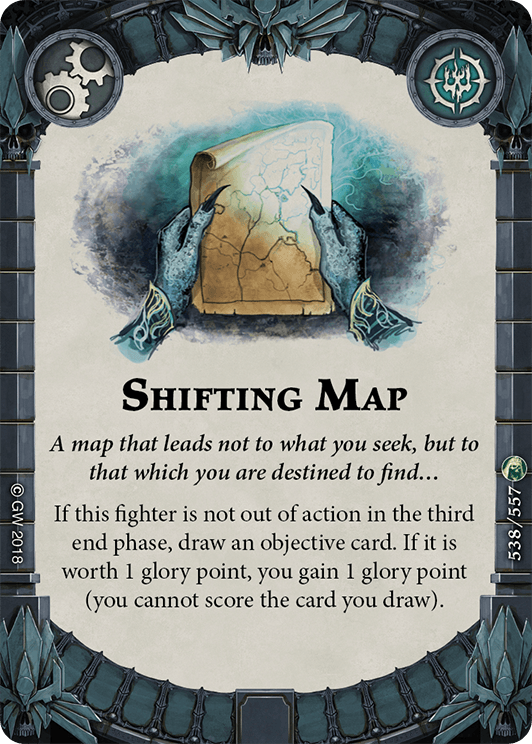 Shifting Map
A map that leads not to what you seek, but to
that which you are destined to find…
If this fighter is not out of action in the third
end phase, draw an objective card. If it is
worth 1 glory point, you gain 1 glory point
(you cannot score the card you draw).
© GW 2018
538/557